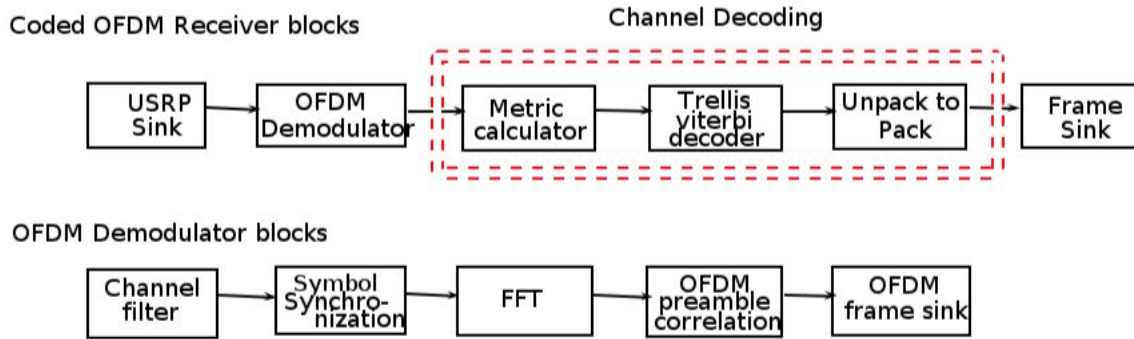 Channel Decoding
Coded OFDM Receiver blocks
USRP
Sink
OFDM
Demodulator
Metric
calculator
Trellis
viterbi
decoder
Unpack to
Pack
Frame
Sink
OFDM Demodulator blocks
Channel
filter
Symbol
Synchro-
nization
FFT
OFDM
preamble
correlation
OFDM
frame sink